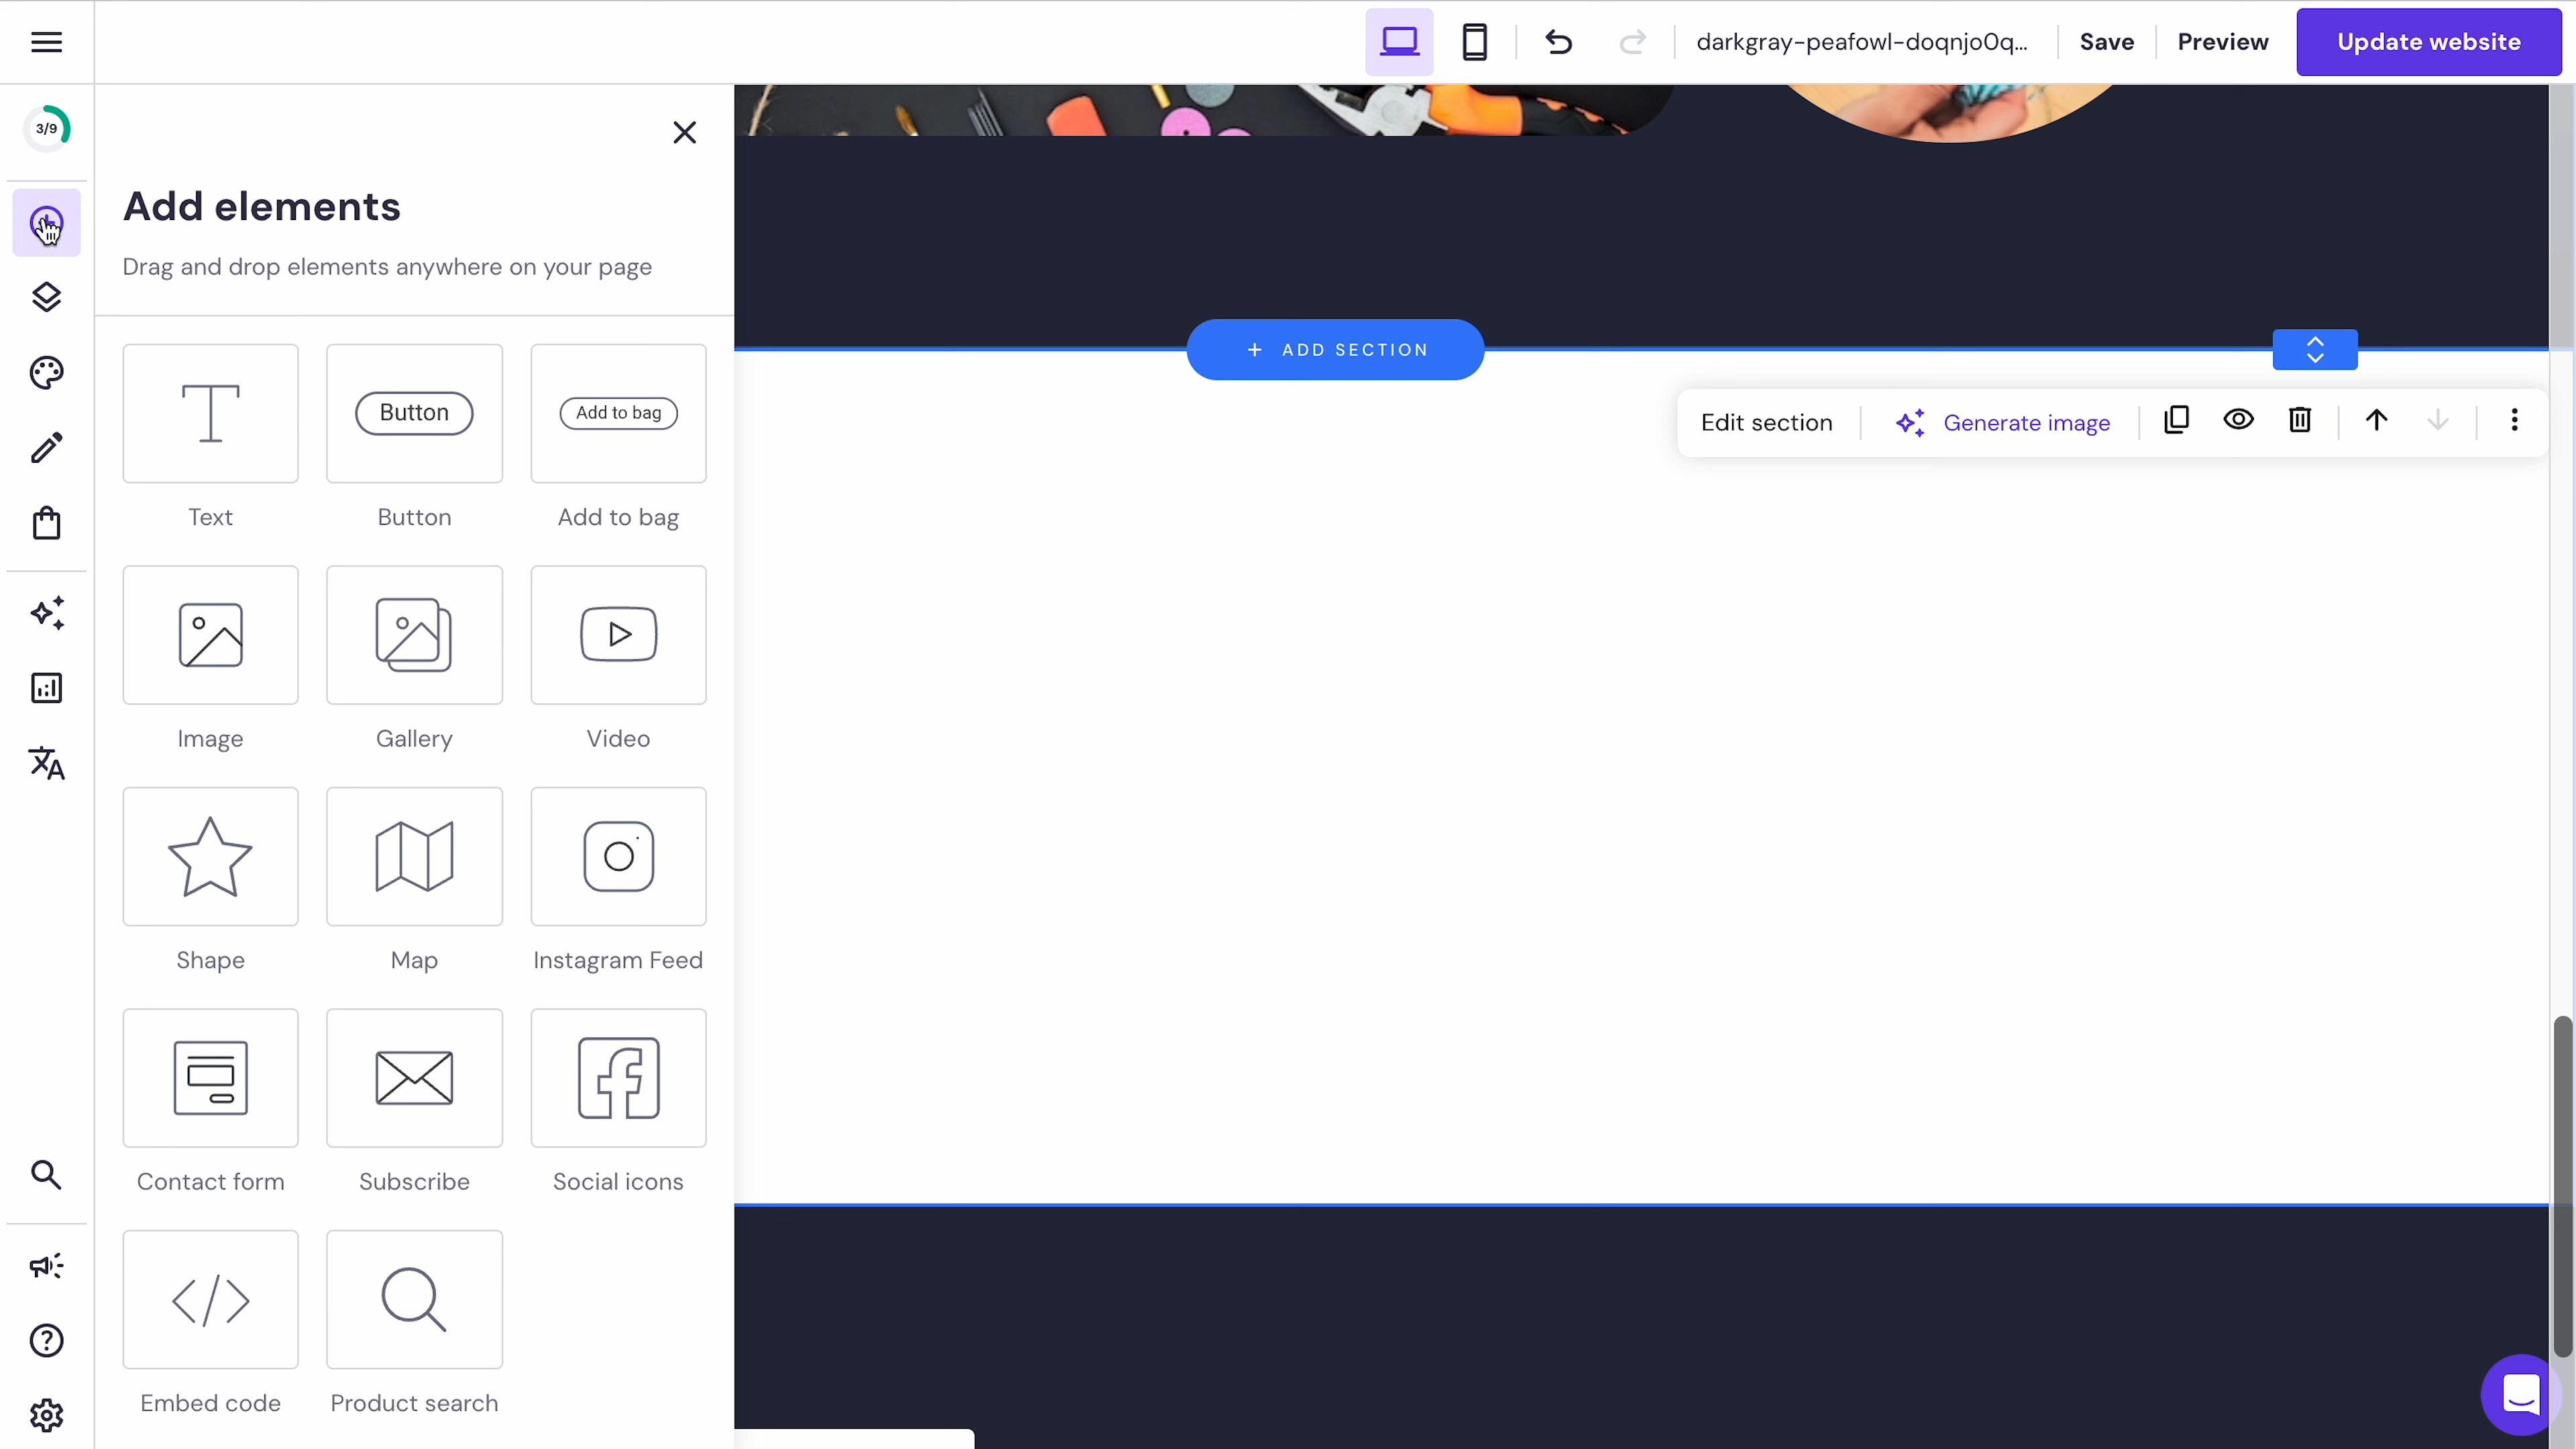 darkgray-peafowl-doqnjo0q...
Save
Preview
Update website
3/9
Add elements
Drag and drop elements anywhere on your page
Button
Add to bag
Text
Button
Add to bag
Image
Gallery
Video
Shape
Map
Instagram Feed
Contact form
Subscribe
Social icons
Embed code
Product search
+ ADD SECTION
Edit section
Generate image